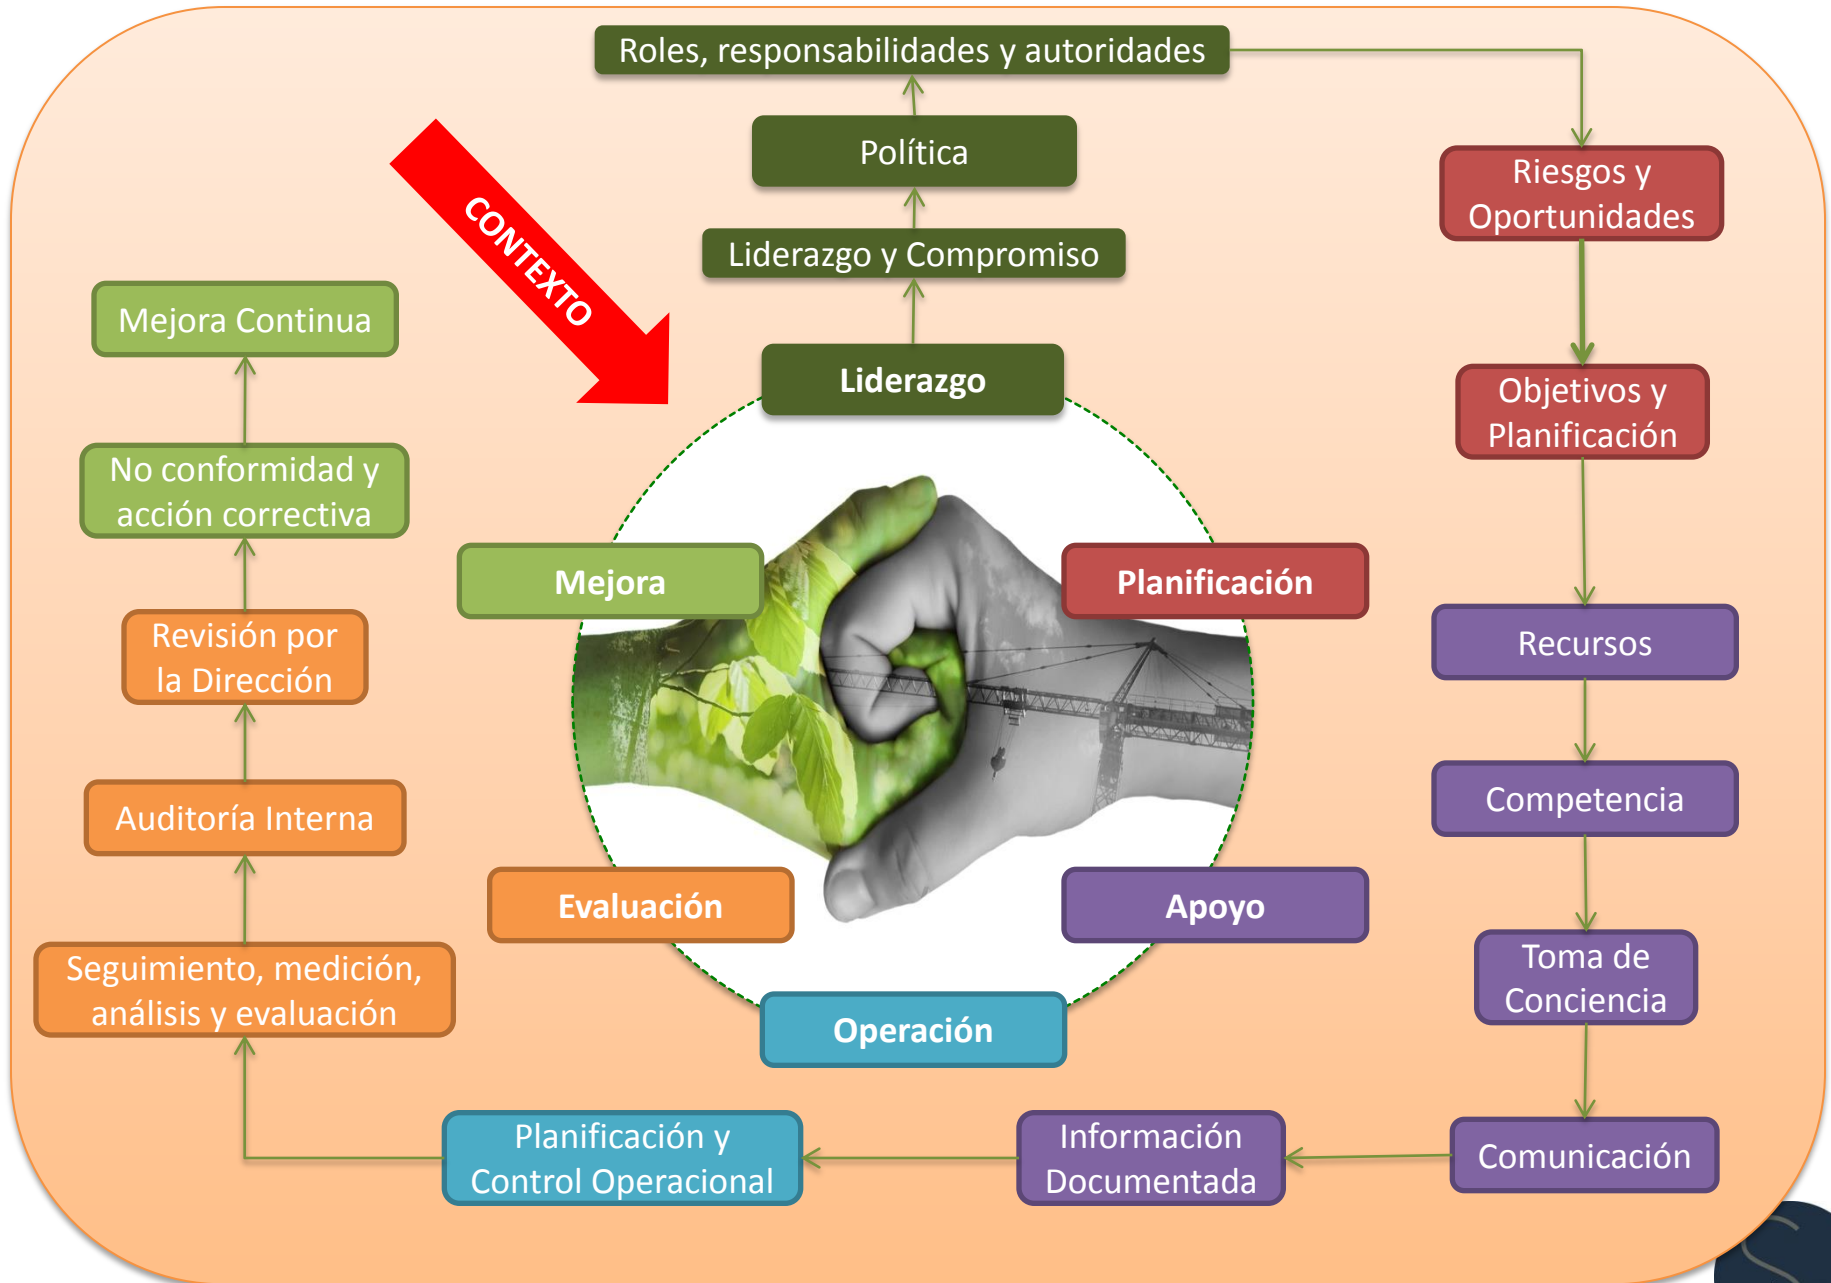 Roles, responsabilidades y autoridades
Política
Liderazgo y Compromiso
Liderazgo
CONTEXTO
Riesgos y
Oportunidades
Objetivos y
Planificación
Mejora Continua
No conformidad y
acción correctiva
Mejora
Planificación
Revisión por
la Dirección
Recursos
Auditoría Interna
Competencia
Evaluación
Apoyo
Seguimiento, medición,
análisis y evaluación
Toma de
Conciencia
Operación
Planificación y
Control Operacional
Información
Documentada
Comunicación